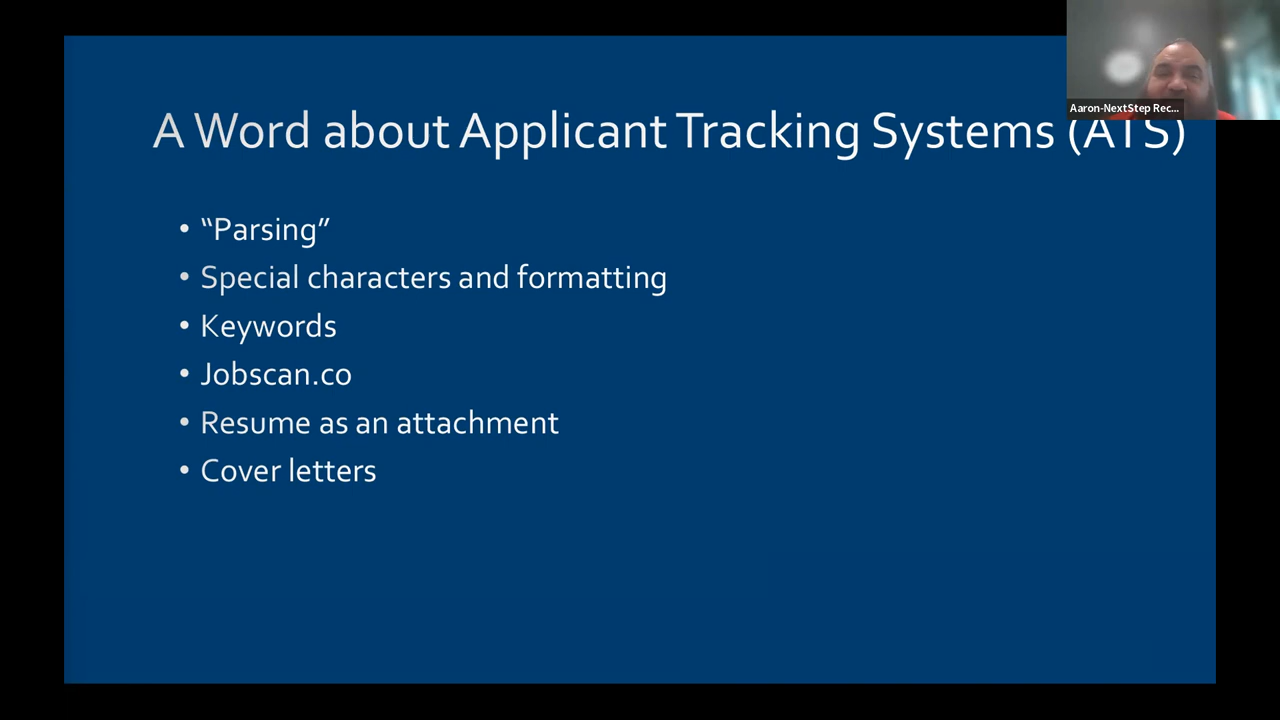 Aaron-NextStep Rec...
A Word about Applicant Tracking Systems (ATS)
• “Parsing”
• Special characters and formatting
• Keywords
• Jobscan.co
• Resume as an attachment
• Cover letters